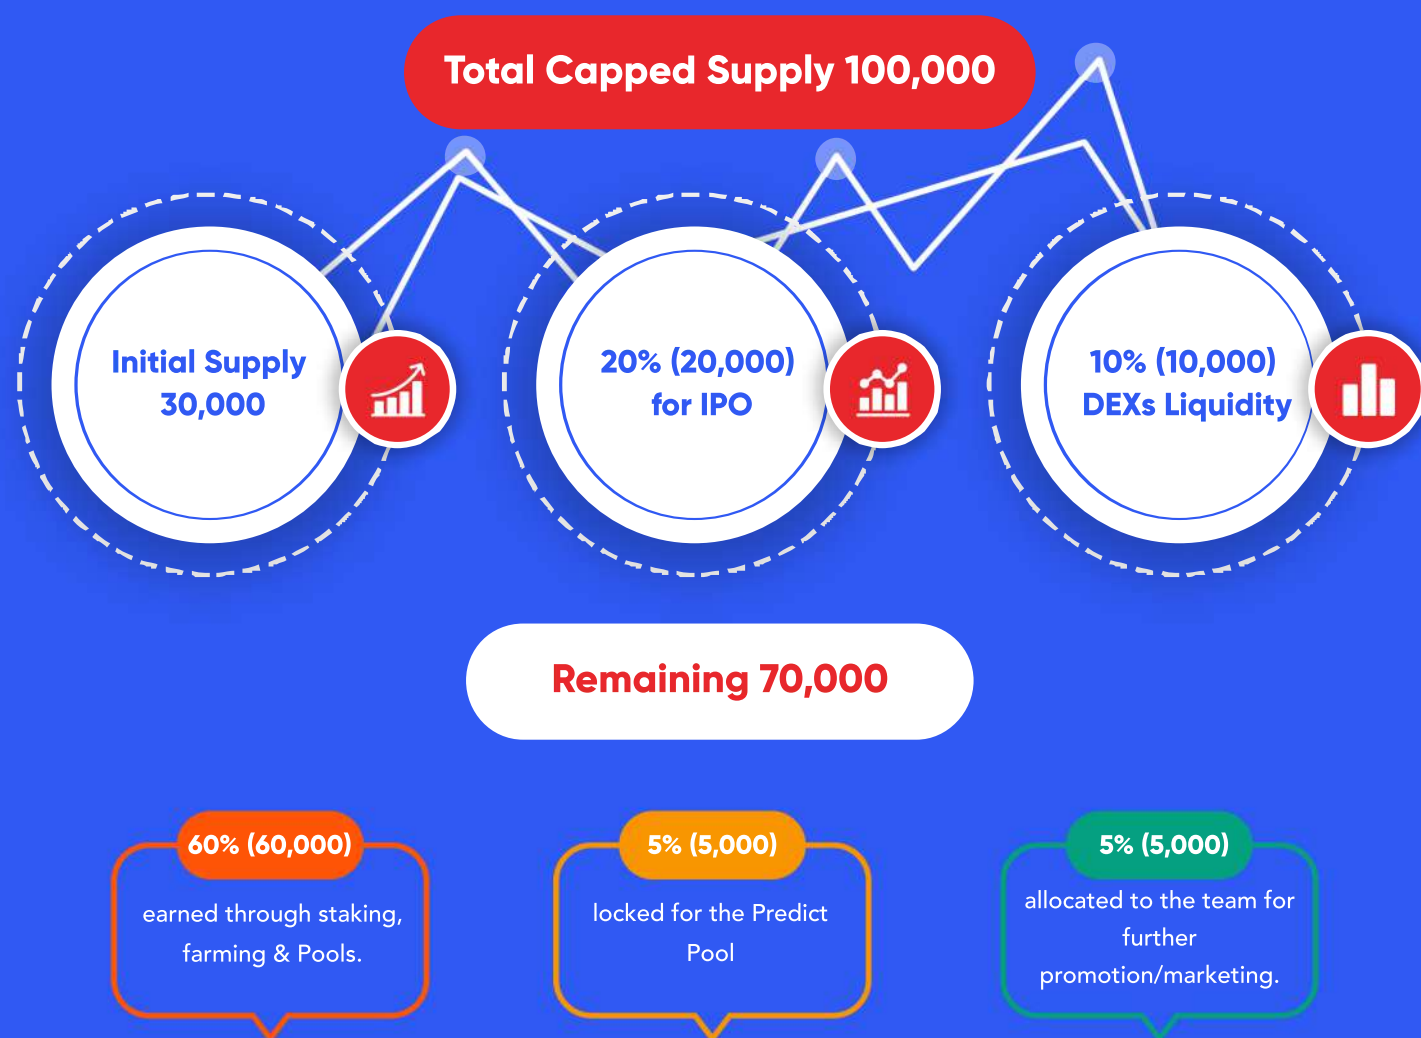 Total Capped Supply 100,000
Initial Supply
30,000
20% (20,000)
for IPO
10% (10,000)
DEXs Liquidity
Remaining 70,000
60% (60,000)
earned through staking,
farming & Pools.
5% (5,000)
locked for the Predict
Pool
5% (5,000)
allocated to the team for
further
promotion/marketing.